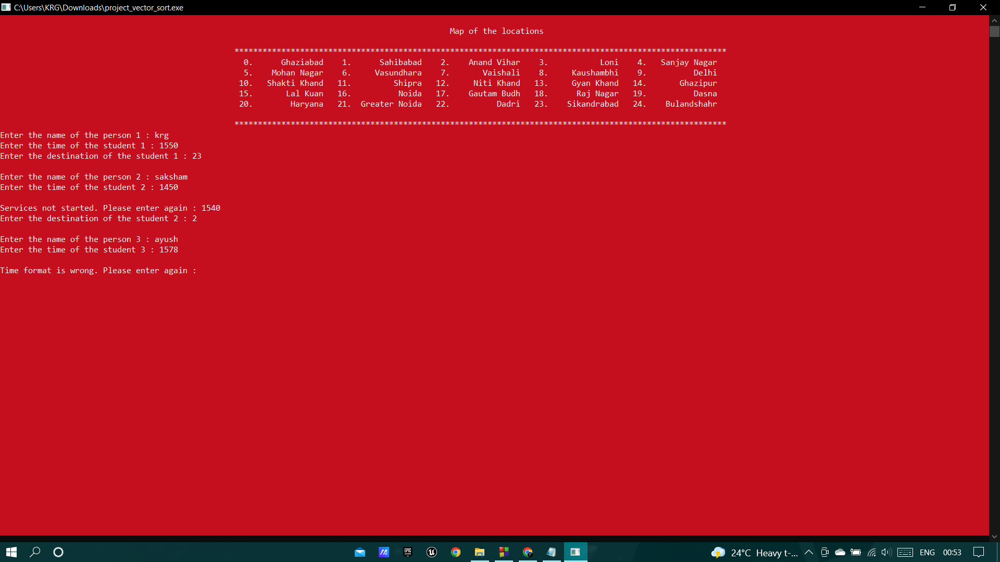 C:\Users\KRG\Downloads\project_vector_sort.exe
Map of the locations
*********************************************************************************************************
0. Ghaziabad 1. Sahibabad 2. Anand Vihar 3. Loni 4. Sanjay Nagar
5. Mohan Nagar 6. Vasundhara 7. Vaishali 8. Kaushambhi 9. Delhi
10. Shakti Khand 11. Shipra 12. Niti Khand 13. Gyan Khand 14. Ghazipur
15. Lal Kuan 16. Noida 17. Gautam Budh 18. Raj Nagar 19. Dasna
20. Haryana 21. Greater Noida 22. Dadri 23. Sikandrabad 24. Bulandshahr
*********************************************************************************************************
Enter the name of the person 1 : krg
Enter the time of the student 1 : 1550
Enter the destination of the student 1 : 23
Enter the name of the person 2 : saksham
Enter the time of the student 2 : 1450
Services not started. Please enter again : 1540
Enter the destination of the student 2 : 2
Enter the name of the person 3 : ayush
Enter the time of the student 3 : 1578
Time format is wrong. Please enter again :
EPIC GAMES 24°C Heavy t-... ENG 00:53